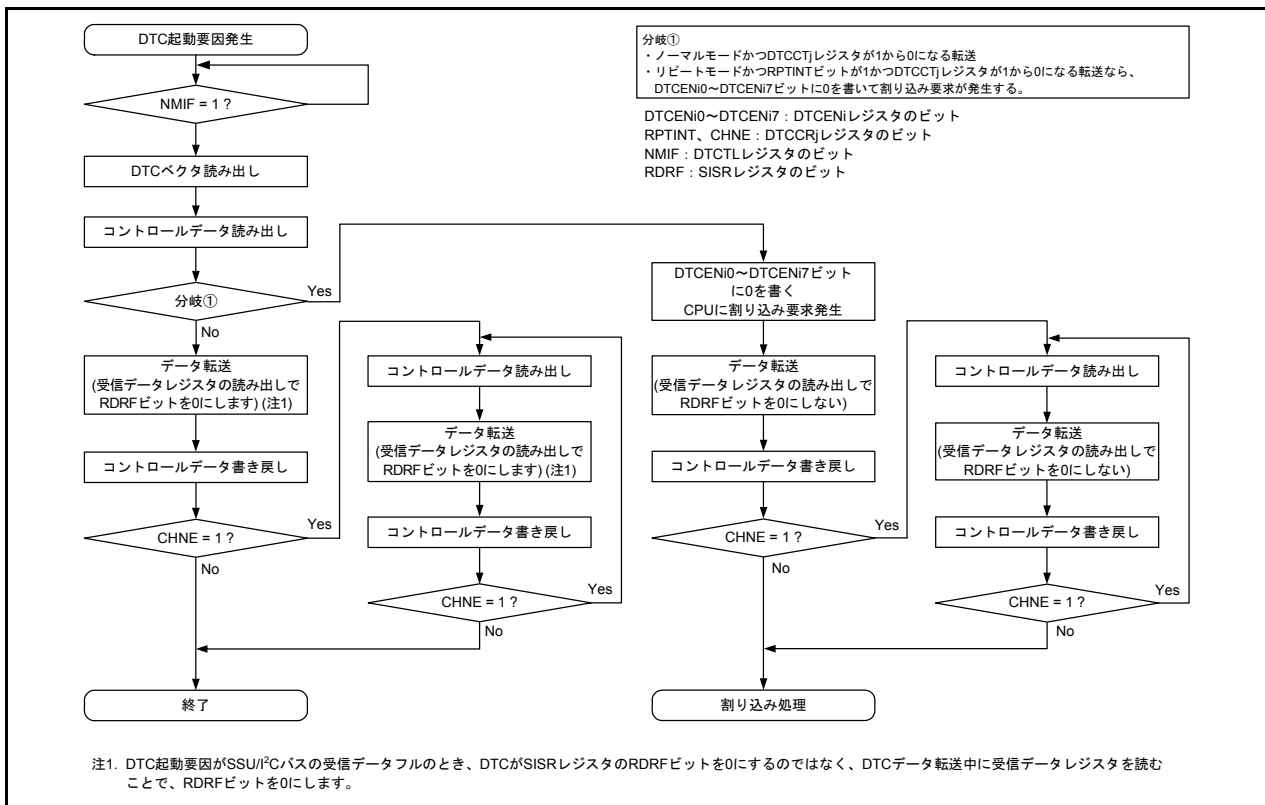 DTC起動要因発生
NMIF = 1 ?
DTCベクタ読み出し
コントロールデータ読み出し
分岐①
Yes
No
データ転送
(受信データレジスタの読み出しで
RDRFビットを0にします) (注1)
コントロールデータ書き戻し
CHNE = 1 ?
Yes
No
終了
コントロールデータ読み出し
データ転送
(受信データレジスタの読み出しで
RDRFビットを0にします) (注1)
コントロールデータ書き戻し
CHNE = 1 ?
Yes
No
分岐①
・ノーマルモードかつDTCCTjレジスタが1から0になる転送
・リピートモードかつRPTINTビットが1かつDTCCTjレジスタが1から0になる転送なら、
DTCENi0～DTCENi7ビットに0を書いて割り込み要求が発生する。
DTCENi0～DTCENi7：DTCENiレジスタのビット
RPTINT、CHNE：DTCCRjレジスタのビット
NMIF：DTCTLレジスタのビット
RDRF：SISRレジスタのビット
DTCENi0～DTCENi7ビット
に0を書く
CPUに割り込み要求発生
データ転送
(受信データレジスタの読み出しで
RDRFビットを0にしない)
コントロールデータ書き戻し
CHNE = 1 ?
Yes
No
割り込み処理
コントロールデータ読み出し
データ転送
(受信データレジスタの読み出しで
RDRFビットを0にしない)
コントロールデータ書き戻し
CHNE = 1 ?
Yes
No
注1. DTC起動要因がSSU/I²Cバスの受信データフルのとき、DTCがSISRレジスタのRDRFビットを0にするのではなく、DTCデータ転送中に受信データレジスタを読む
ことで、RDRFビットを0にします。